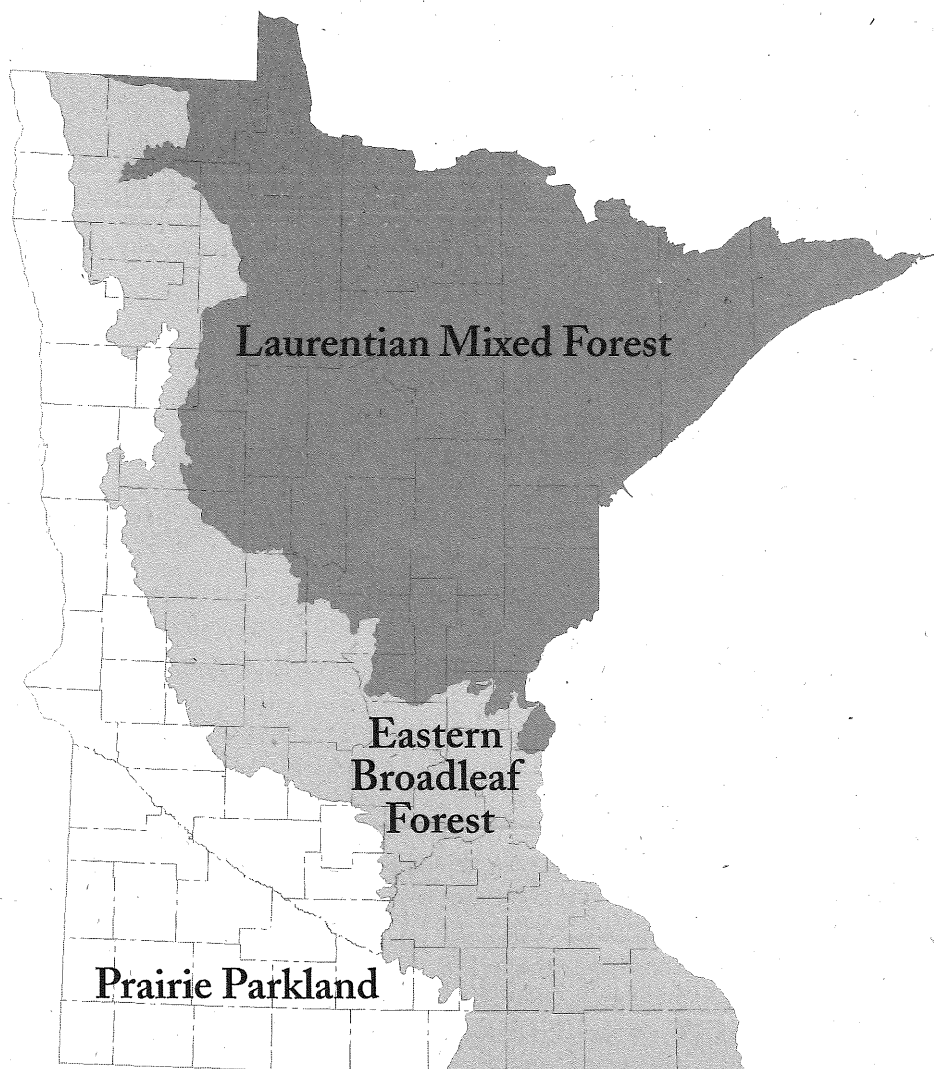 Laurentian Mixed Forest
Eastern
Broadleaf
Forest
Prairie Parkland